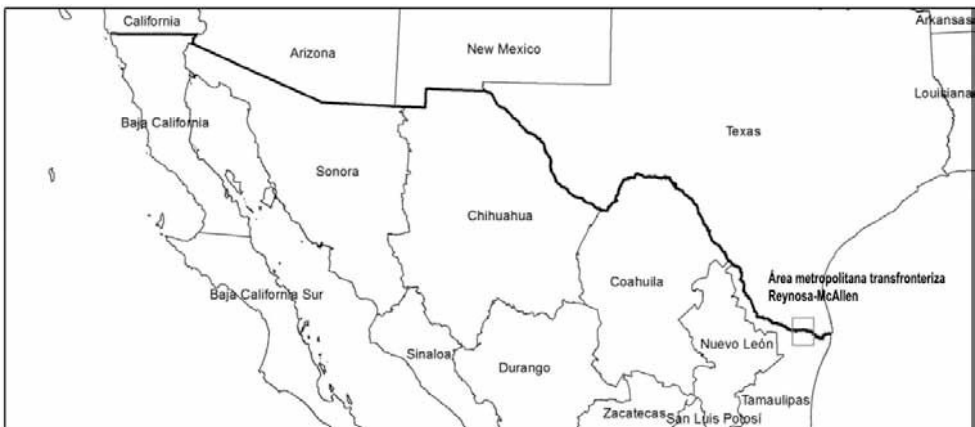 California
Arizona
New Mexico
Arkansas
Louisiana
Texas
Baja California
Sonora
Chihuahua
Coahuila
Área metropolitana transfronteriza
Reynosa-McAllen
Baja California Sur
Nuevo León
Sinaloa
Durango
Tamaulipas
Zacatecas
San Luis Potosí